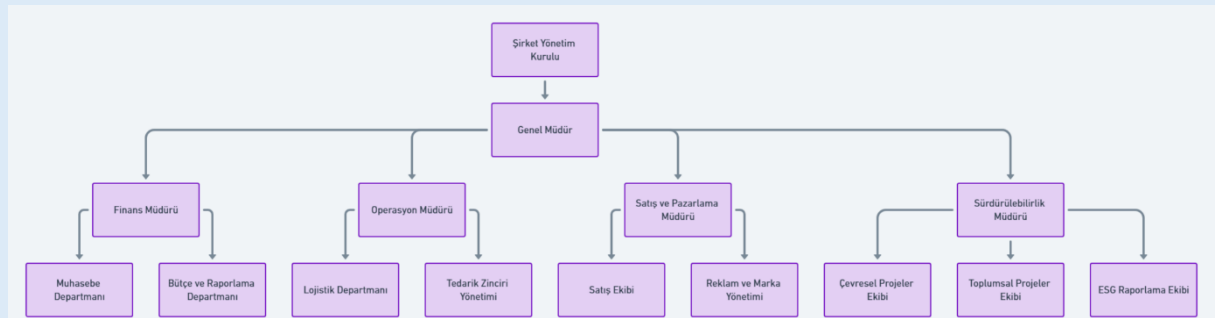 Şirket Yönetim
Kurulu
Genel Müdür
Finans Müdürü
Operasyon Müdürü
Satış ve Pazarlama
Müdürü
Sürdürülebilirlik
Müdürü
Muhasebe
Departmanı
Bütçe ve Raporlama
Departmanı
Lojistik Departmanı
Tedarik Zinciri
Yönetimi
Satış Ekibi
Reklam ve Marka
Yönetimi
Çevresel Projeler
Ekibi
Toplumsal Projeler
Ekibi
ESG Raporlama Ekibi